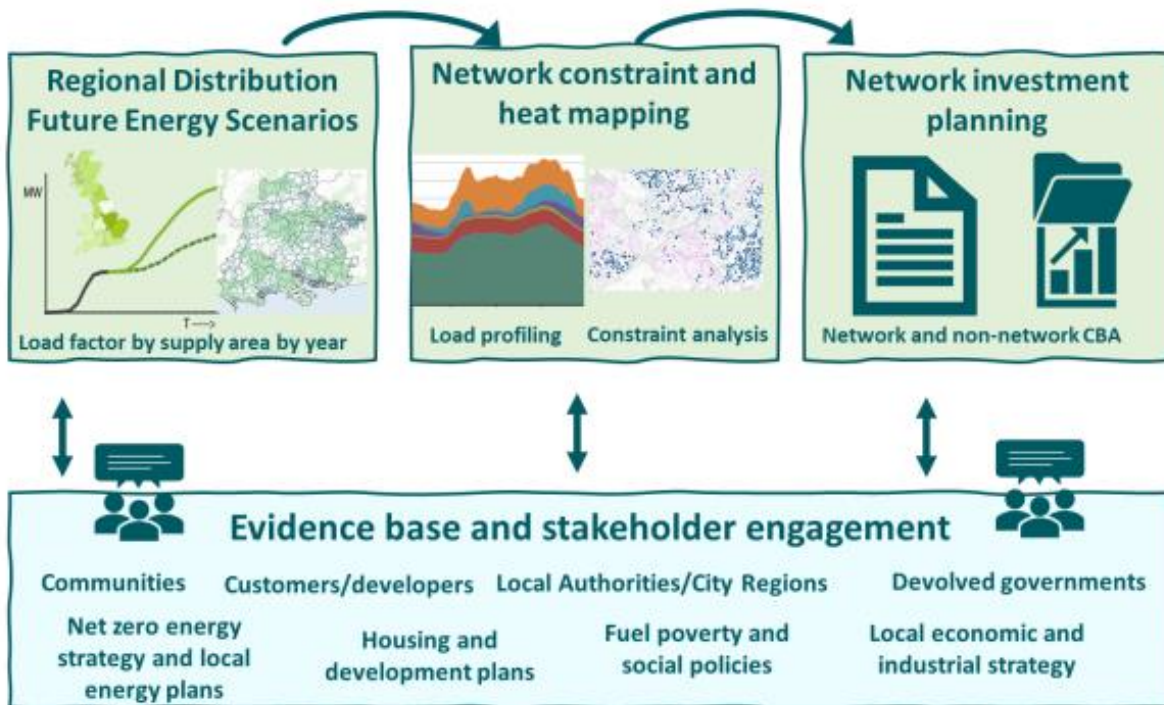 Regional Distribution
Future Energy Scenarios
MW
T
Load factor by supply area by year
Network constraint and
heat mapping
Load profiling
Constraint analysis
Network investment
planning
Network and non-network CBA
Evidence base and stakeholder engagement
Communities
Customers/developers
Local Authorities/City Regions
Devolved governments
Net zero energy
strategy and local
energy plans
Housing and
development plans
Fuel poverty and
social policies
Local economic and
industrial strategy